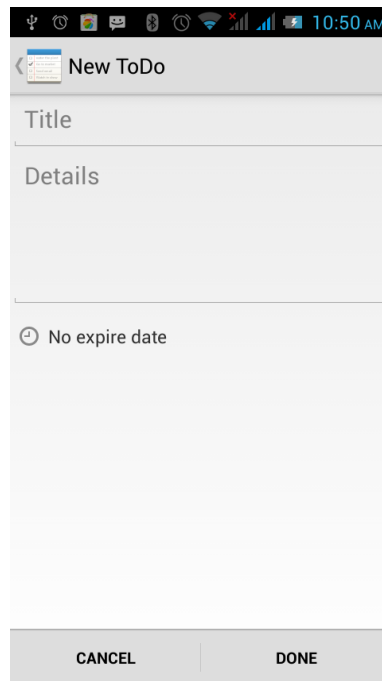 10:50 AM
New ToDo
Title
Details
No expire date
CANCEL
DONE